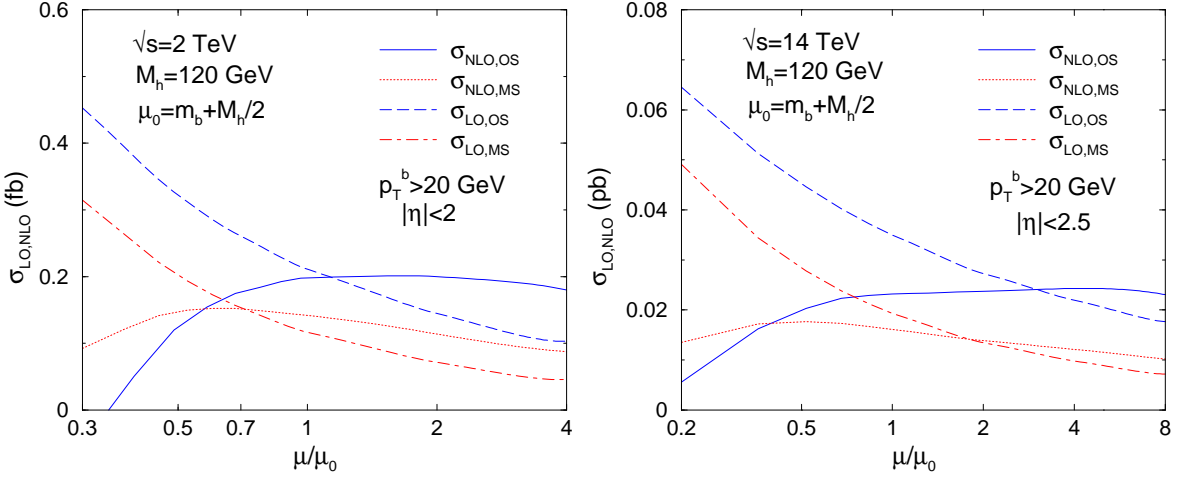 0.6
0.4
0.2
0
σ_LO,NLO (fb)
√s=2 TeV
M_h=120 GeV
μ_0=m_b+M_h/2
σ_NLO,OS
σ_NLO,MS
σ_LO,OS
σ_LO,MS
p_T^b>20 GeV
|η|<2
0.3 0.5 0.7 1 2 4
μ/μ_0
0.08
0.06
0.04
0.02
0
σ_LO,NLO (pb)
√s=14 TeV
M_h=120 GeV
μ_0=m_b+M_h/2
σ_NLO,OS
σ_NLO,MS
σ_LO,OS
σ_LO,MS
p_T^b>20 GeV
|η|<2.5
0.2 0.5 1 2 4 8
μ/μ_0